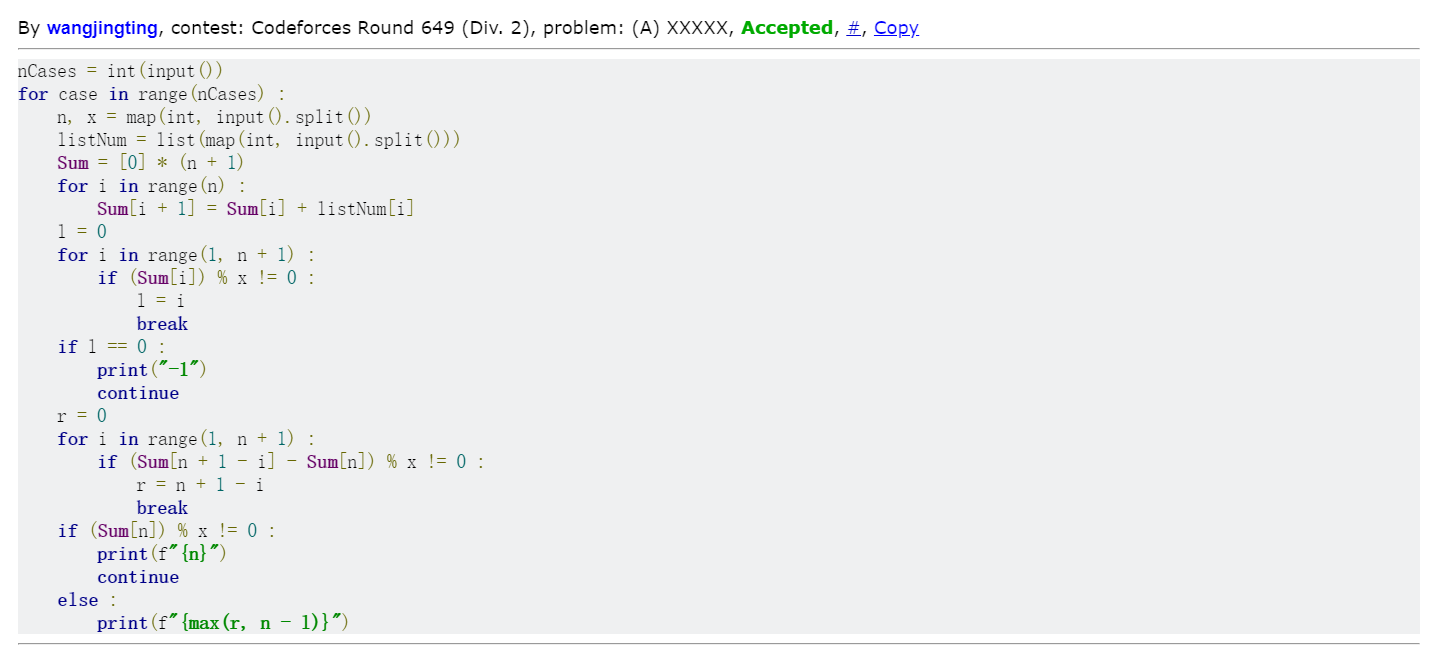 By wangjingting, contest: Codeforces Round 649 (Div. 2), problem: (A) XXXXX, Accepted, #, Copy
nCases = int(input())
for case in range(nCases) :
    n, x = map(int, input().split())
    listNum = list(map(int, input().split()))
    Sum = [0] * (n + 1)
    for i in range(n) :
        Sum[i + 1] = Sum[i] + listNum[i]
    l = 0
    for i in range(1, n + 1) :
        if (Sum[i]) % x != 0 :
            l = i
            break
    if l == 0 :
        print("-1")
        continue
    r = 0
    for i in range(1, n + 1) :
        if (Sum[n + 1 - i] - Sum[n]) % x != 0 :
            r = n + 1 - i
            break
    if (Sum[n]) % x != 0 :
        print(f"{n}")
        continue
    else :
        print(f"{max(r, n - l)}")